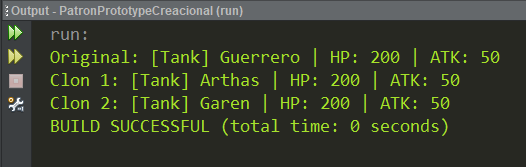 Output - PatronPrototypeCreacional (run)
run:
Original: [Tank] Guerrero | HP: 200 | ATK: 50
Clon 1: [Tank] Arthas | HP: 200 | ATK: 50
Clon 2: [Tank] Garen | HP: 200 | ATK: 50
BUILD SUCCESSFUL (total time: 0 seconds)